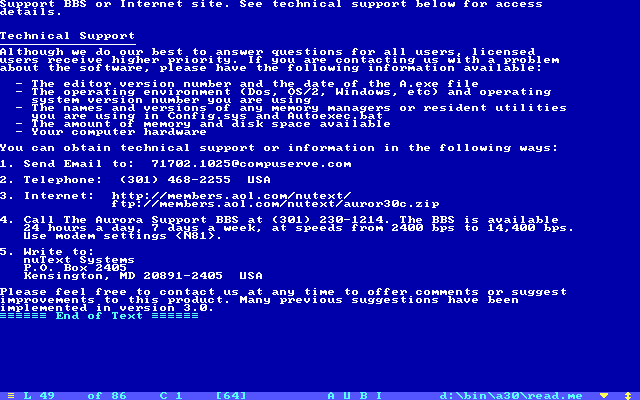 Support BBS or Internet site. See technical support below for access
details.
Technical Support
Although we do our best to answer questions for all users, licensed
users receive higher priority. If you are contacting us with a problem
about the software, please have the following information available:
- The editor version number and the date of the A.exe file
- The operating environment (Dos, OS/2, Windows, etc) and operating
system version number you are using
- The names and versions of any memory managers or resident utilities
you are using in Config.sys and Autoexec.bat
- The amount of memory and disk space available
- Your computer hardware
You can obtain technical support or information in the following ways:
1. Send Email to:  71702.1025@compuserve.com
2. Telephone:  (301) 468-2255  USA
3. Internet:  http://members.aol.com/nutext/
ftp://members.aol.com/nutext/auror30c.zip
4. Call The Aurora Support BBS at (301) 230-1214. The BBS is available
24 hours a day, 7 days a week, at speeds from 2400 bps to 14,400 bps.
Use modem settings (N81).
5. Write to:
nuText Systems
P.O. Box 2405
Kensington, MD 20891-2405  USA
Please feel free to contact us at any time to offer comments or suggest
improvements to this product. Many previous suggestions have been
implemented in version 3.0.
══════ End of Text ══════
≡ L 49    of 86    C 1    [64]    A U B I    d:\bin\a30\read.me ▼ ↕